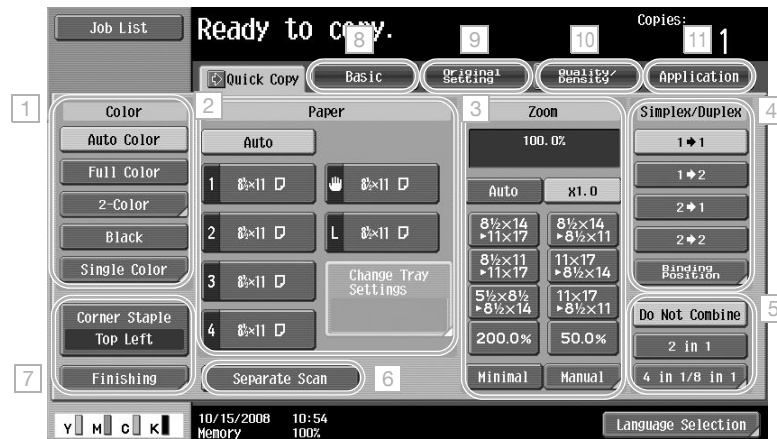 Job List
Ready to copy.
Copies:
1
8
9
10
11
Quick Copy
Basic
Original
Setting
Quality/
Density
Application
1
2
3
4
Color
Auto Color
Full Color
2-Color
Black
Single Color
Paper
Auto
1 8½×11
8½×11
2 8½×11
L 8½×11
3 8½×11
Change Tray
Settings
4 8½×11
Zoom
100.0%
Auto
x1.0
8½×14
▸11×17
8½×14
▸8½×11
8½×11
▸11×17
11×17
▸8½×14
5½×8½
▸8½×14
11×17
▸8½×11
200.0%
50.0%
Minimal
Manual
Simplex/Duplex
1➧1
1➧2
2➧1
2➧2
Binding
Position
5
Do Not Combine
2 in 1
4 in 1/8 in 1
Corner Staple
Top Left
7
Finishing
Separate Scan
6
Y M C K
10/15/2008 10:54
Memory 100%
Language Selection